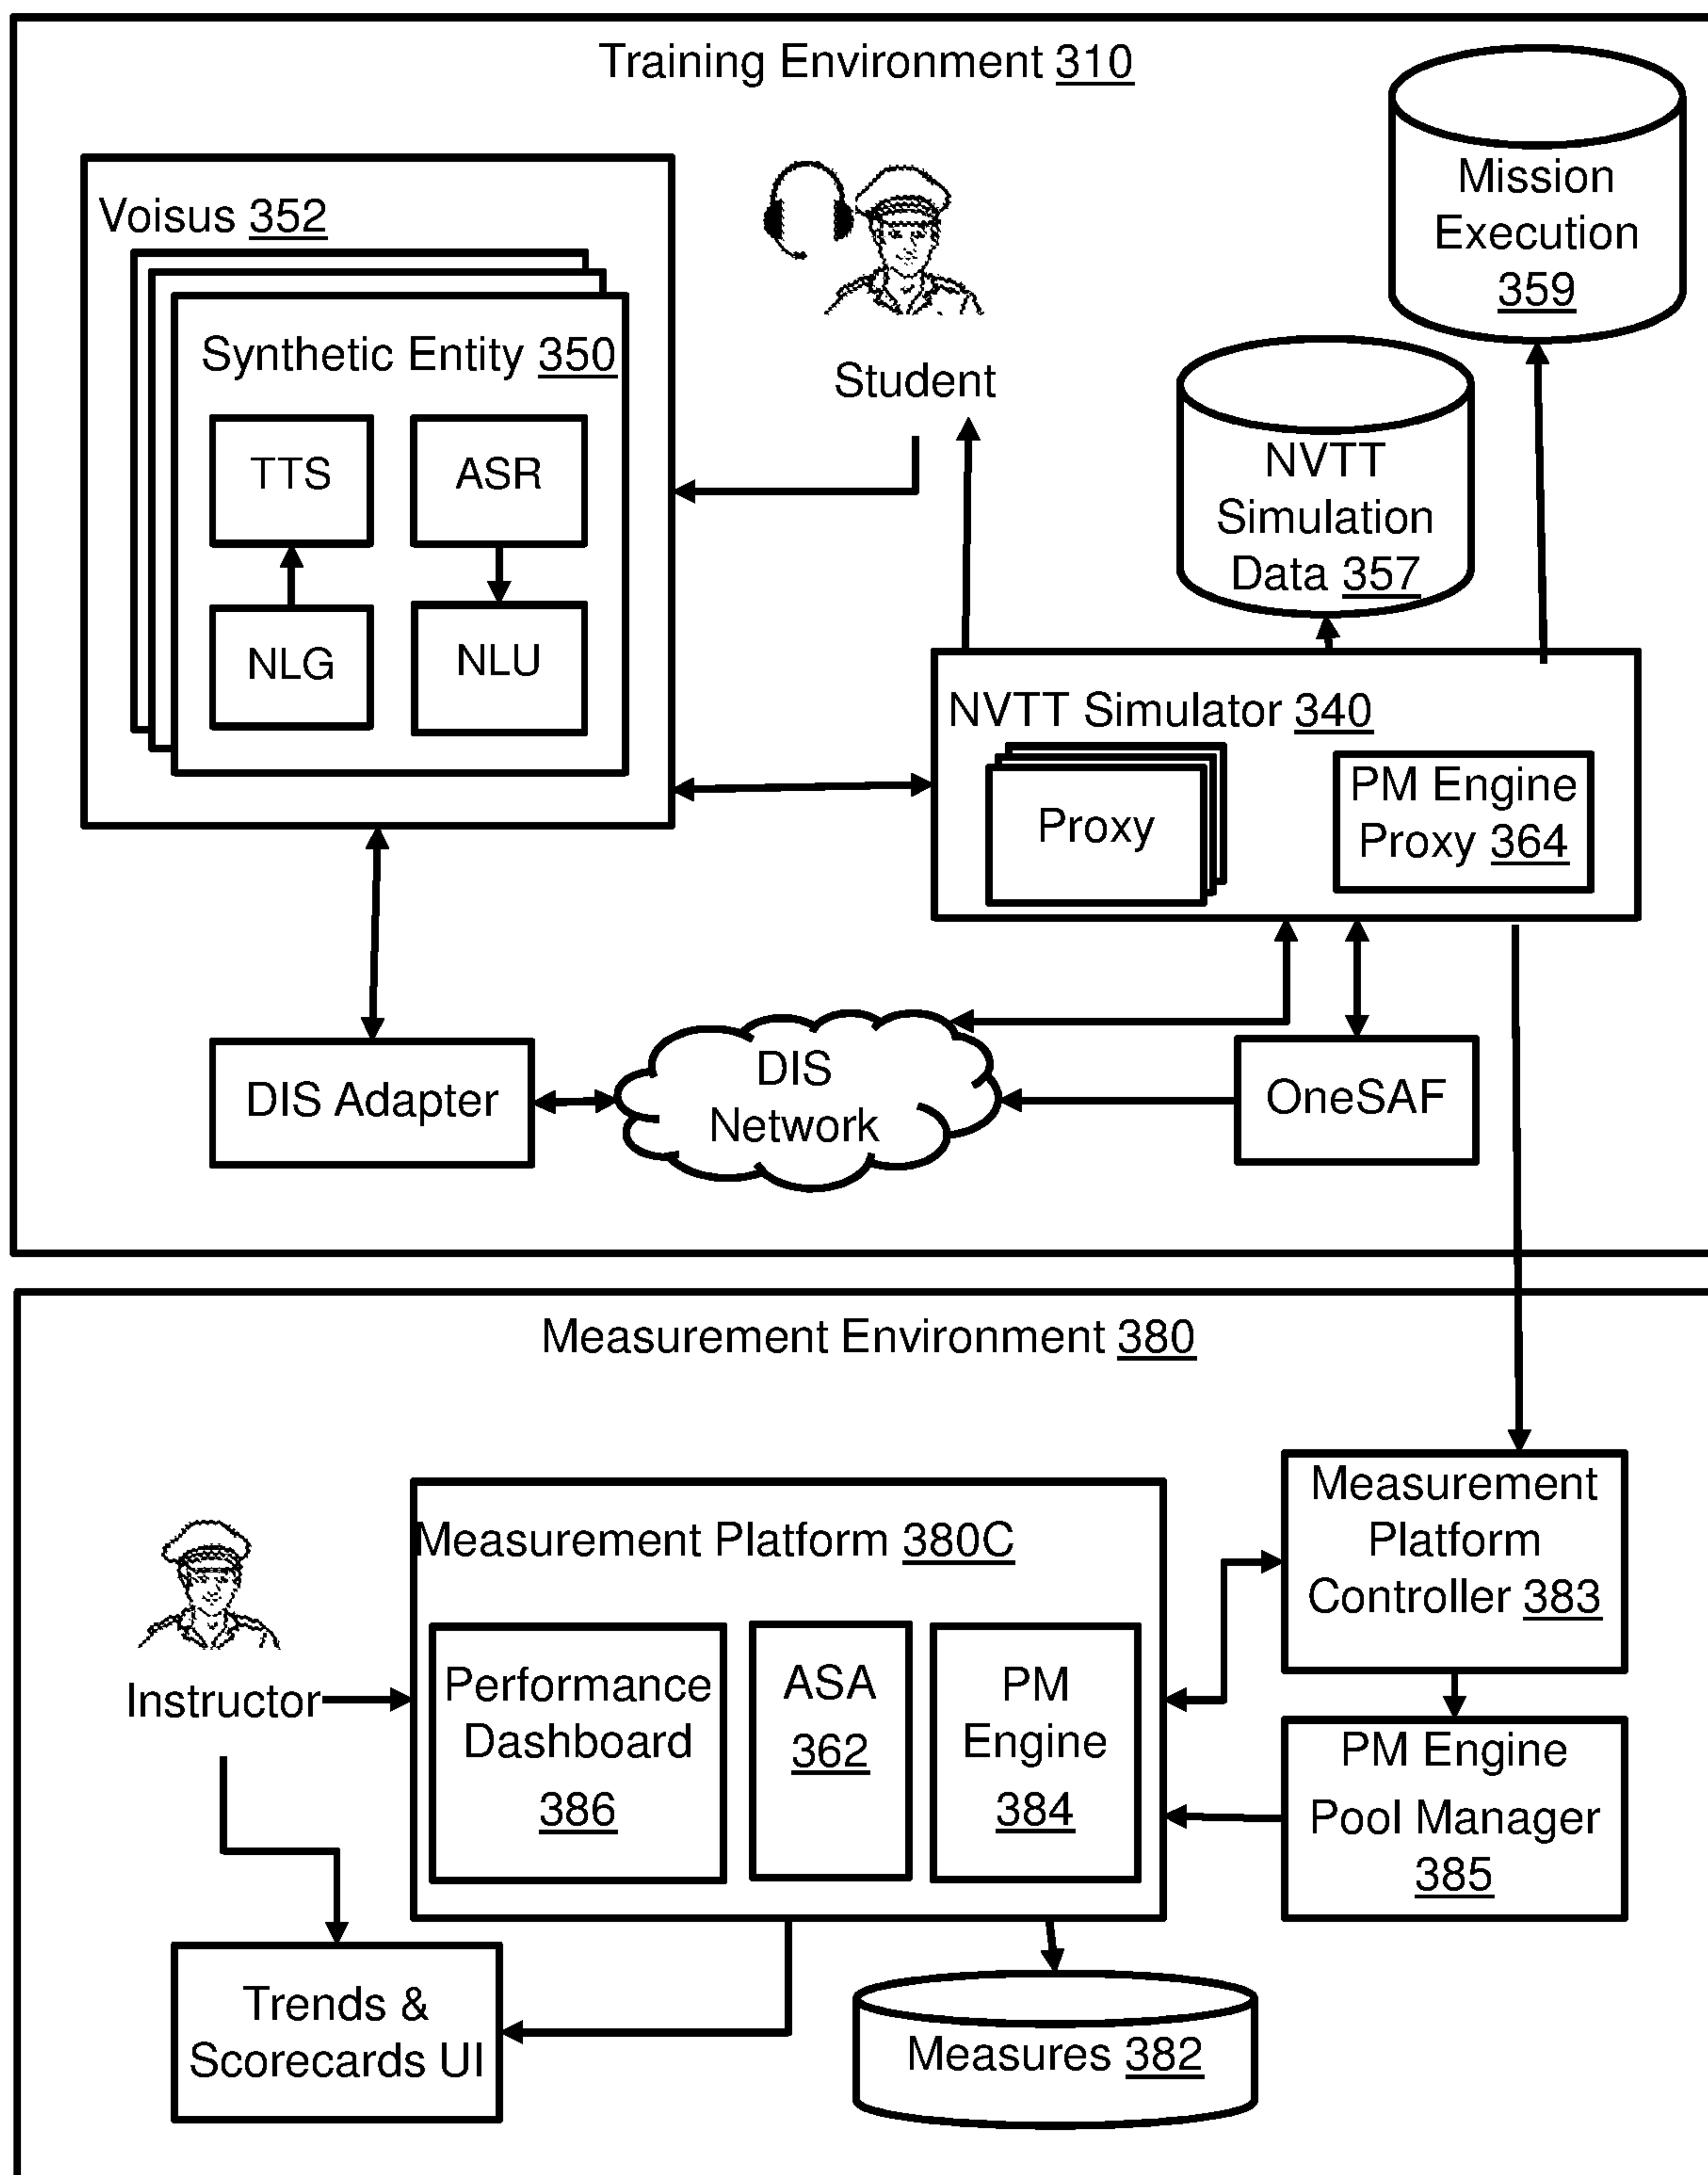 Training Environment 310
Mission
Execution
359
Voisus 352
Synthetic Entity 350
TTS
ASR
NLG
NLU
Student
NVTT
Simulation
Data 357
NVTT Simulator 340
Proxy
PM Engine
Proxy 364
DIS Adapter
DIS
Network
OneSAF
Measurement Environment 380
Measurement
Platform
Controller 383
Measurement Platform 380C
Instructor
Performance
Dashboard
386
ASA
362
PM
Engine
384
PM Engine
Pool Manager
385
Trends &
Scorecards UI
Measures 382